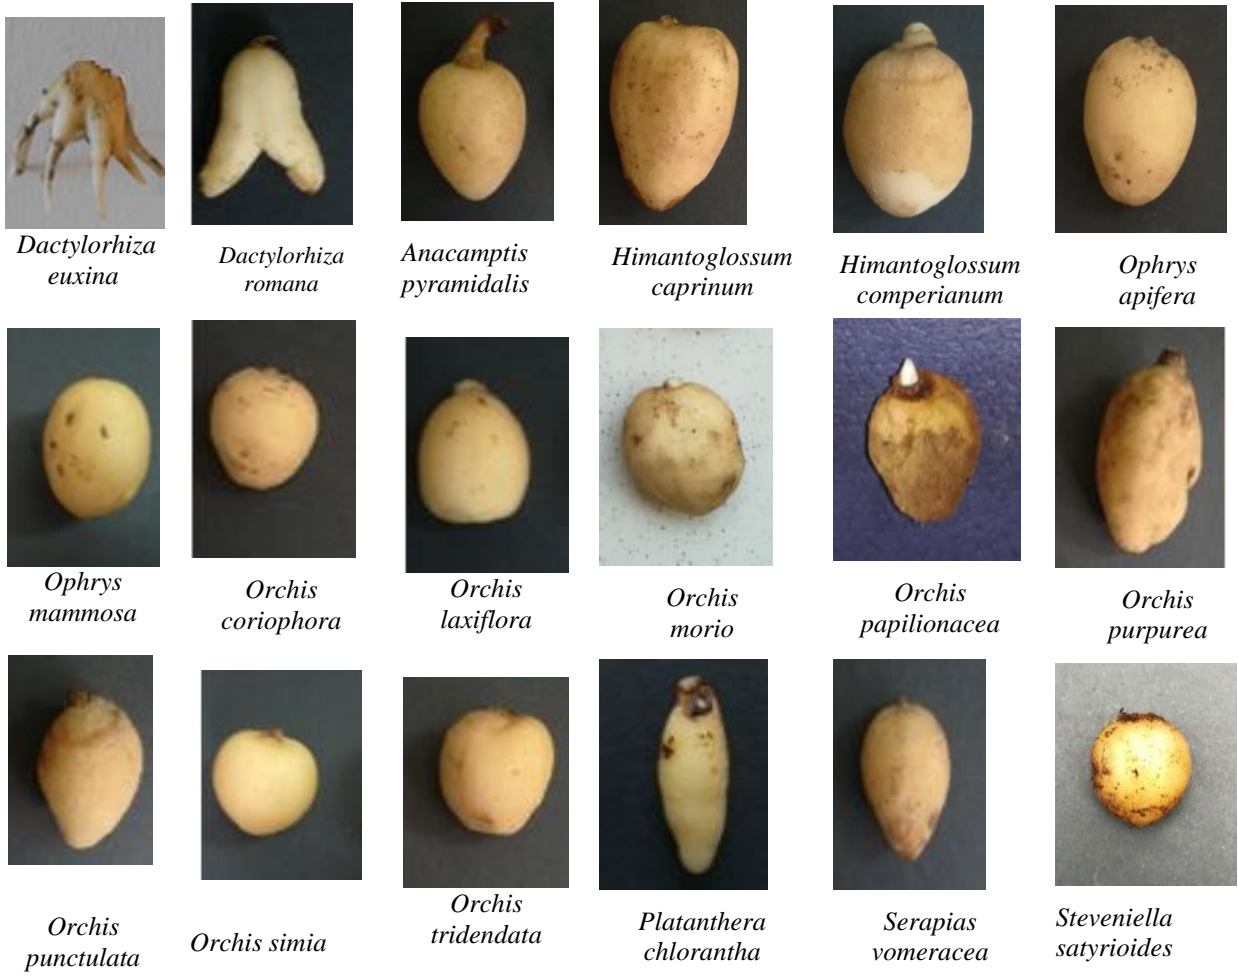 Dactylorhiza
euxina
Dactylorhiza
romana
Anacamptis
pyramidalis
Himantoglossum
caprinum
Himantoglossum
comperianum
Ophrys
apifera
Ophrys
mammosa
Orchis
coriophora
Orchis
laxiflora
Orchis
morio
Orchis
papilionacea
Orchis
purpurea
Orchis
punctulata
Orchis simia
Orchis
tridendata
Platanthera
chlorantha
Serapias
vomeracea
Steveniella
satyrioides